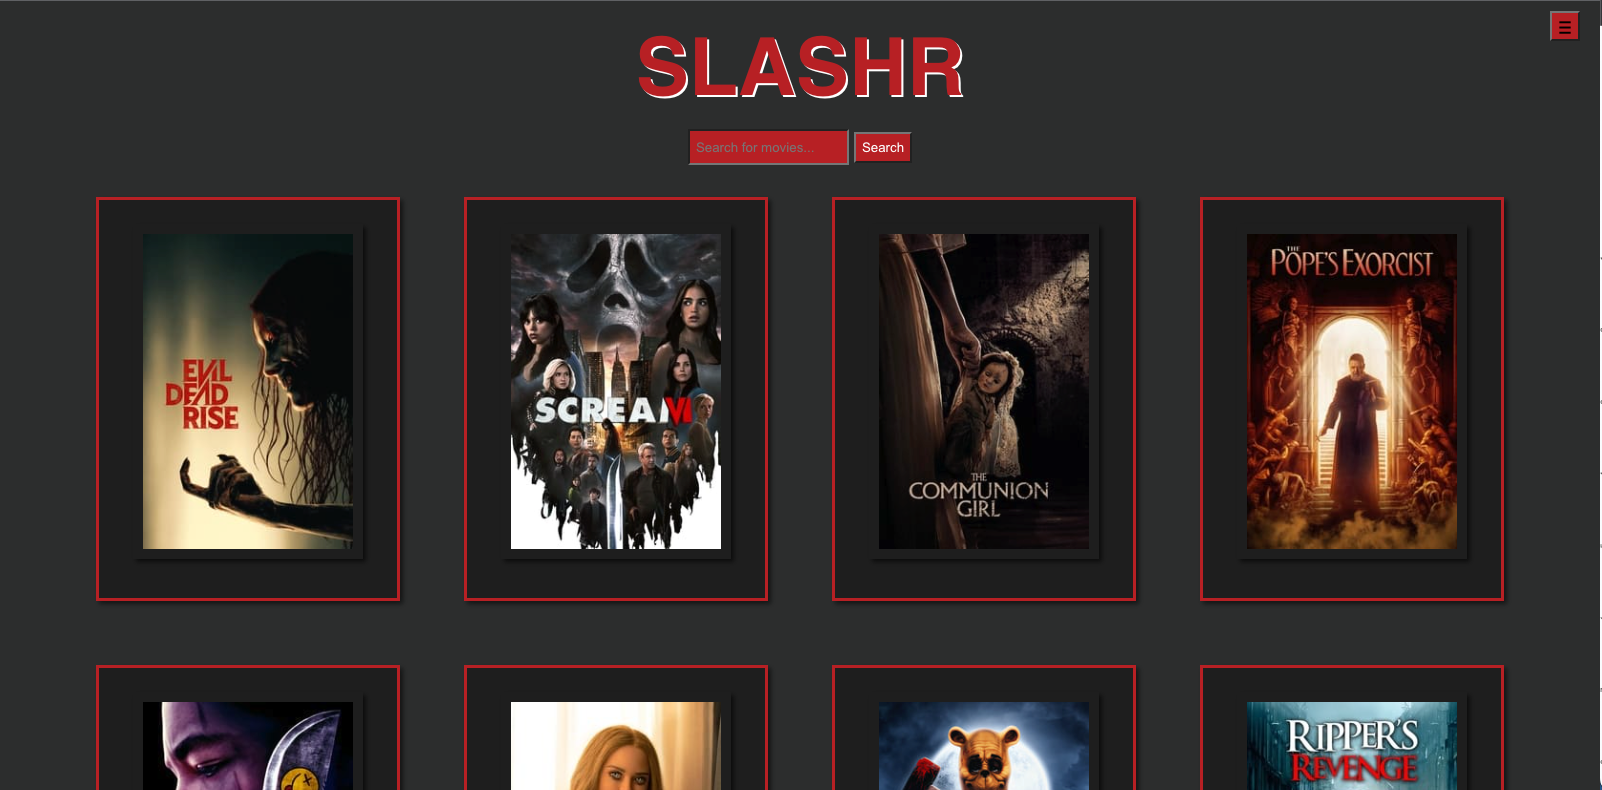 SLASHR
Search for movies...
Search
EVIL
DEAD
RISE
SCREAM VI
THE
COMMUNION
GIRL
THE
POPE'S EXORCIST
RIPPER'S
REVENGE